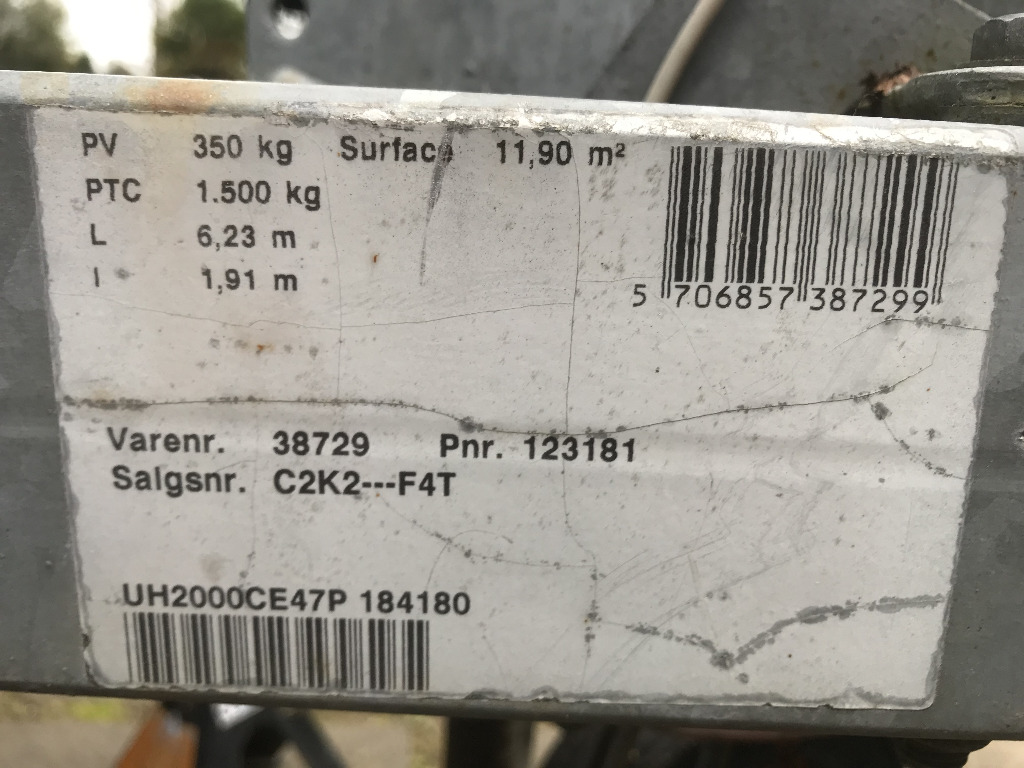 PV 350 kg Surface 11,90 m²
PTC 1.500 kg
L 6,23 m
l 1,91 m
5 706857 387299
Varenr. 38729 Pnr. 123181
Salgsnr. C2K2---F4T
UH2000CE47P 184180